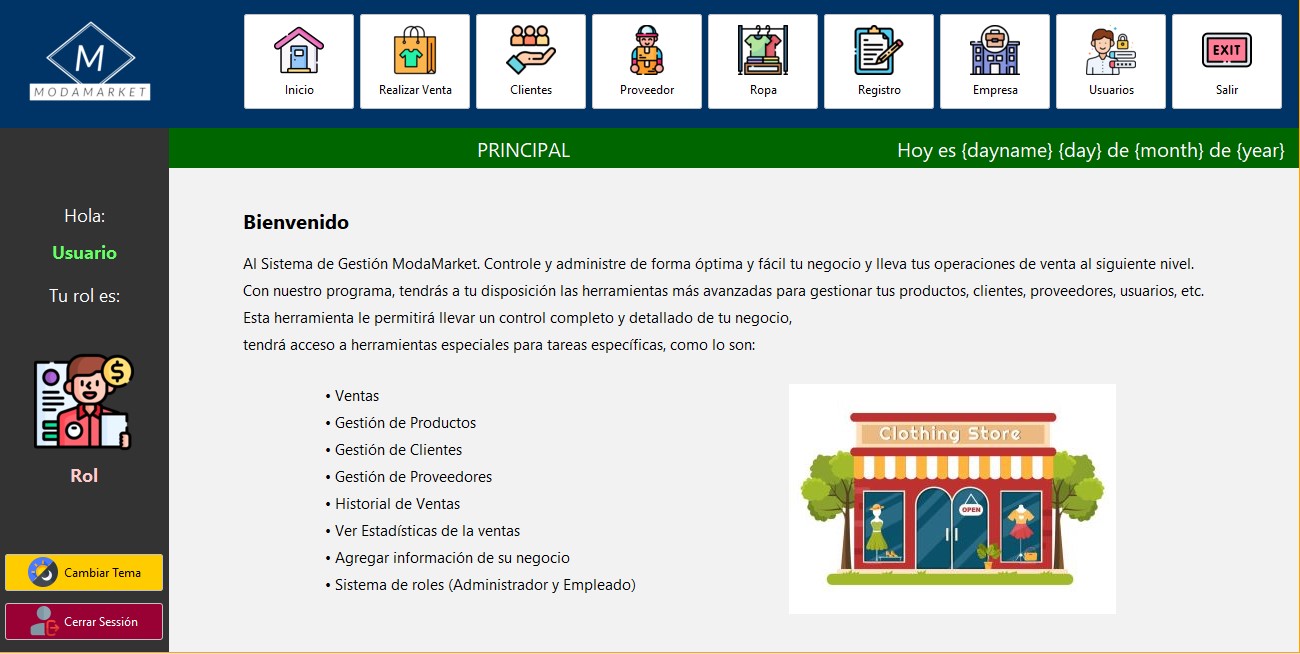 M
MODAMARKET
Inicio
Realizar Venta
Clientes
Proveedor
Ropa
Registro
Empresa
Usuarios
EXIT
Salir
PRINCIPAL
Hoy es {dayname} {day} de {month} de {year}
Hola:
Usuario
Tu rol es:
$
Rol
Cambiar Tema
Cerrar Sessión
Bienvenido
Al Sistema de Gestión ModaMarket. Controle y administre de forma óptima y fácil tu negocio y lleva tus operaciones de venta al siguiente nivel.
Con nuestro programa, tendrás a tu disposición las herramientas más avanzadas para gestionar tus productos, clientes, proveedores, usuarios, etc.
Esta herramienta le permitirá llevar un control completo y detallado de tu negocio,
tendrá acceso a herramientas especiales para tareas específicas, como lo son:
• Ventas
• Gestión de Productos
• Gestión de Clientes
• Gestión de Proveedores
• Historial de Ventas
• Ver Estadísticas de la ventas
• Agregar información de su negocio
• Sistema de roles (Administrador y Empleado)
Clothing Store
OPEN